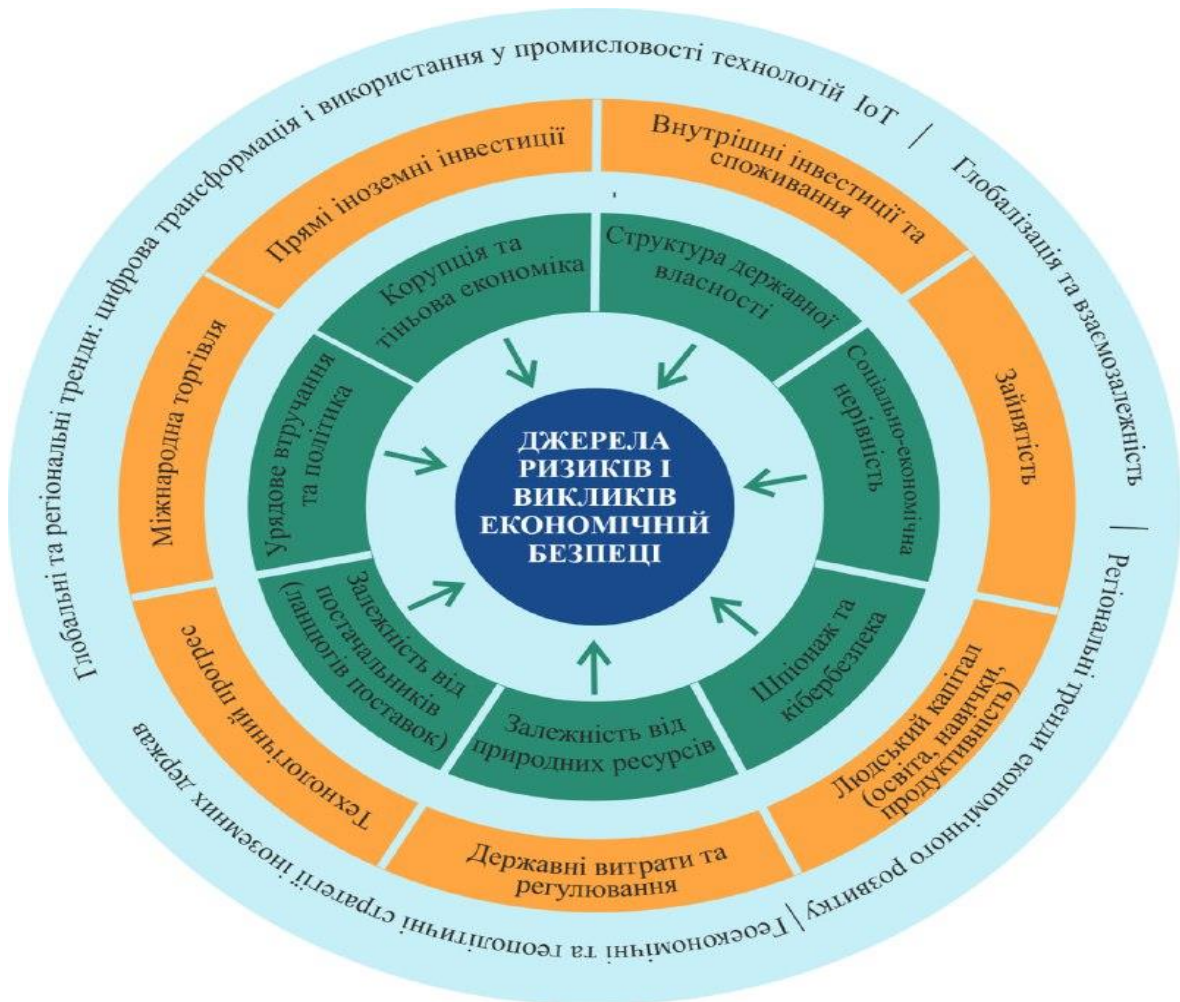 Глобальні та регіональні тренди: цифрова трансформація і використання у промисловості технологій IoT |
Глобалізація та взаємозалежність |
Регіональні тренди економічного розвитку |
Геоекономічні та геополітичні стратегії іноземних держав
Прямі іноземні інвестиції
Внутрішні інвестиції та
споживання
Зайнятість
Людський капітал
(освіта, навички,
продуктивність)
Державні витрати та
регулювання
Технологічний прогрес
Міжнародна торгівля
Корупція та
тіньова економіка
Структура державної
власності
Соціально-економічна
нерівність
Шпіонаж та
кібербезпека
Залежність від
природних ресурсів
Залежність від
постачальників
(ланцюгів поставок)
Урядове втручання
та політика
ДЖЕРЕЛА
РИЗИКІВ І
ВИКЛИКІВ
ЕКОНОМІЧНІЙ
БЕЗПЕЦІ